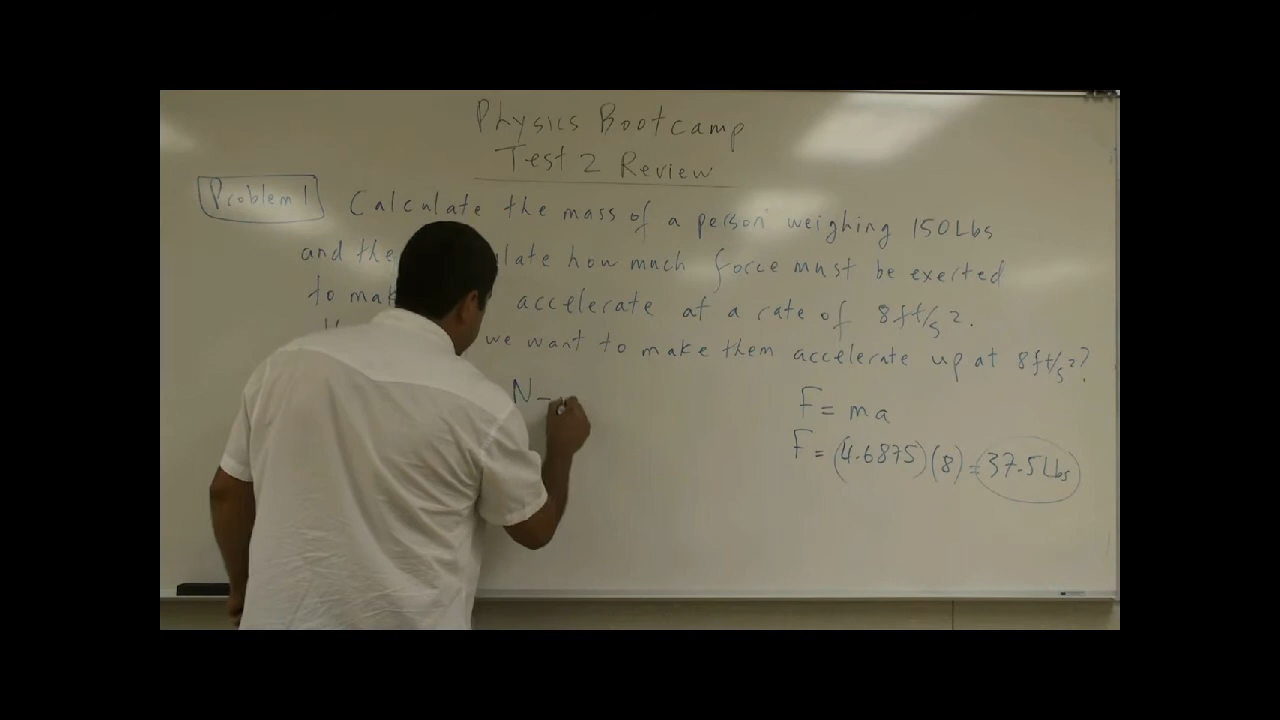 Physics Bootcamp
Test 2 Review
Problem 1 Calculate the mass of a person weighing 150Lbs
and the late how much force must be exerted
to mak accelerate at a rate of 8ft/s2.
we want to make them accelerate up at 8ft/s2?
N-
F = ma
F = (4.6875)(8) = 37.5Lbs